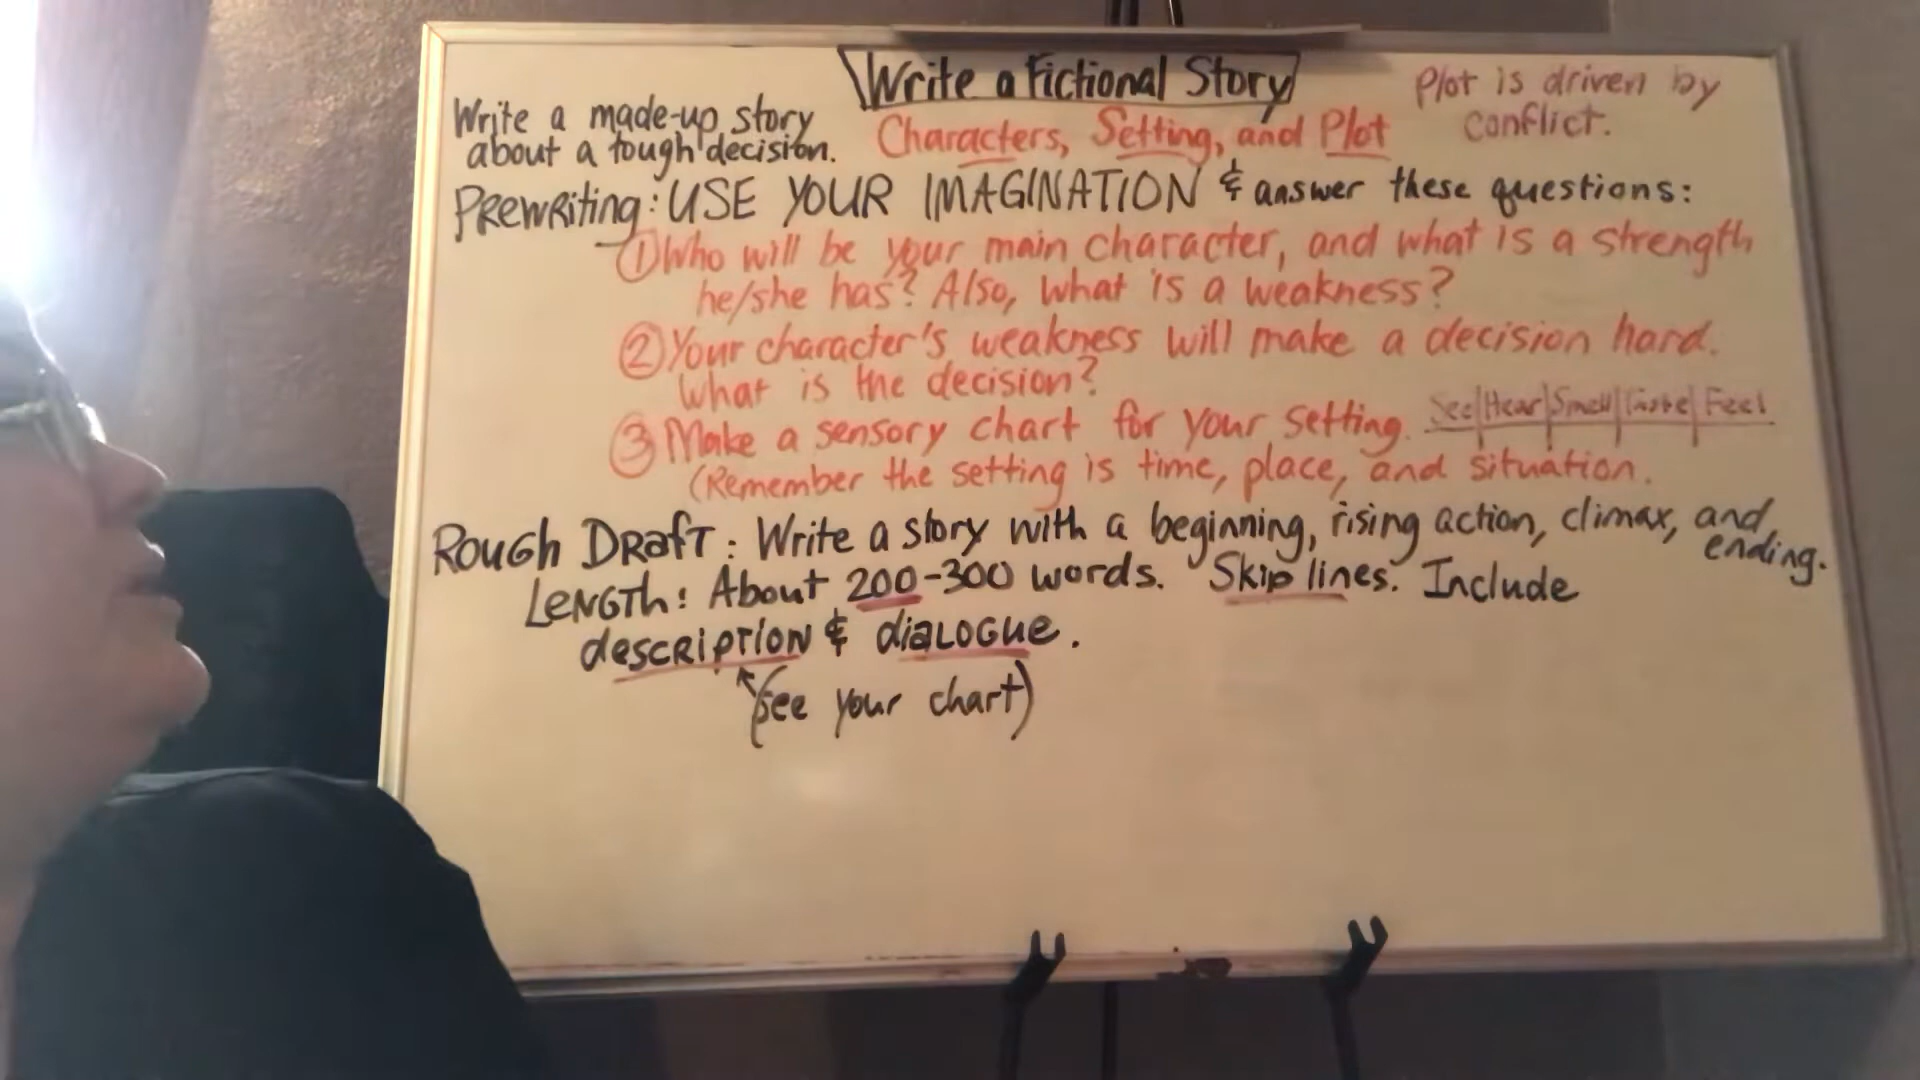 Write a Fictional Story
Plot is driven by
conflict.
Write a made-up story
about a tough decision.
Characters, Setting, and Plot
Prewriting: USE YOUR IMAGINATION & answer these questions:
① Who will be your main character, and what is a strength
he/she has? Also, what is a weakness?
② Your character's weakness will make a decision hard.
What is the decision?
③ Make a sensory chart for your setting.
See Hear Smell Taste Feel
(Remember the setting is time, place, and situation.
Rough Draft: Write a story with a beginning, rising action, climax, and
ending.
Length: About 200-300 words. Skip lines. Include
description & dialogue.
(See your chart)